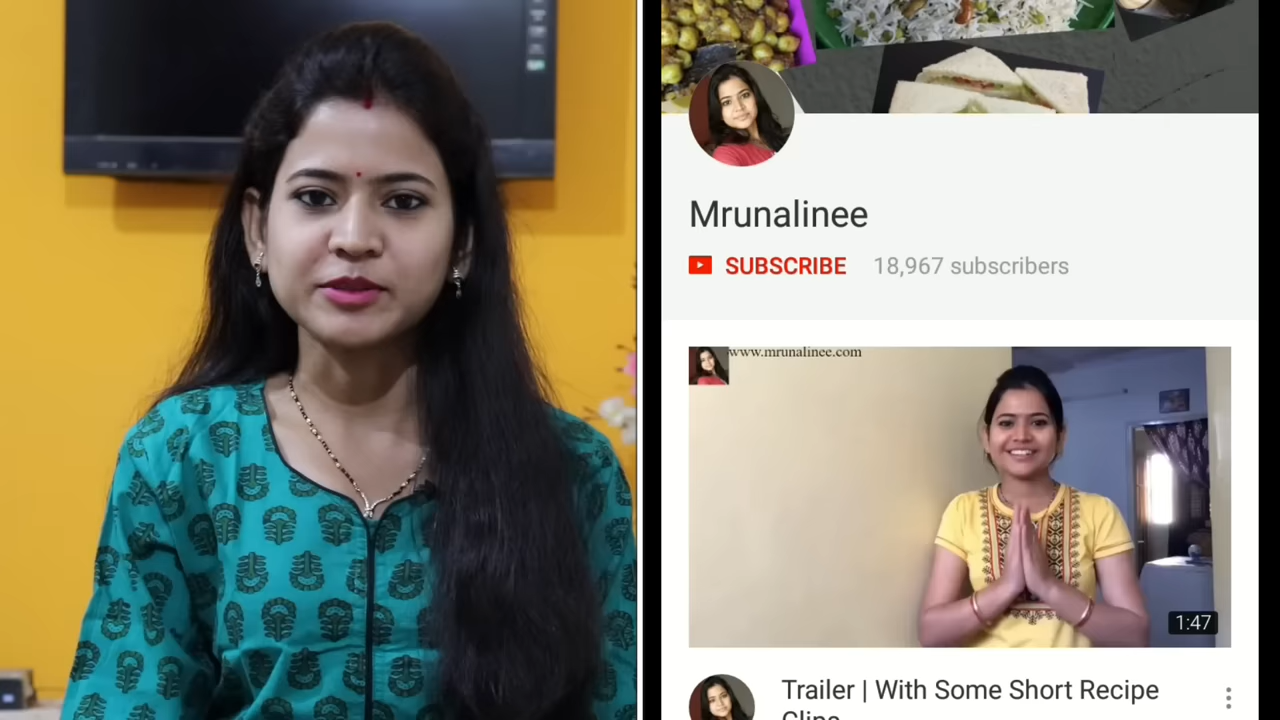 Mrunalinee
SUBSCRIBE 18,967 subscribers
www.mrunalinee.com
1:47
Trailer | With Some Short Recipe